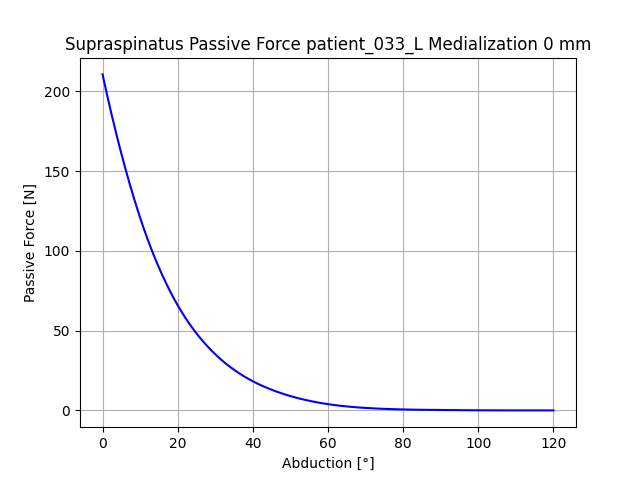 Supraspinatus Passive Force patient_033_L Medialization 0 mm
200
150
100
50
0
Passive Force [N]
0 20 40 60 80 100 120
Abduction [°]